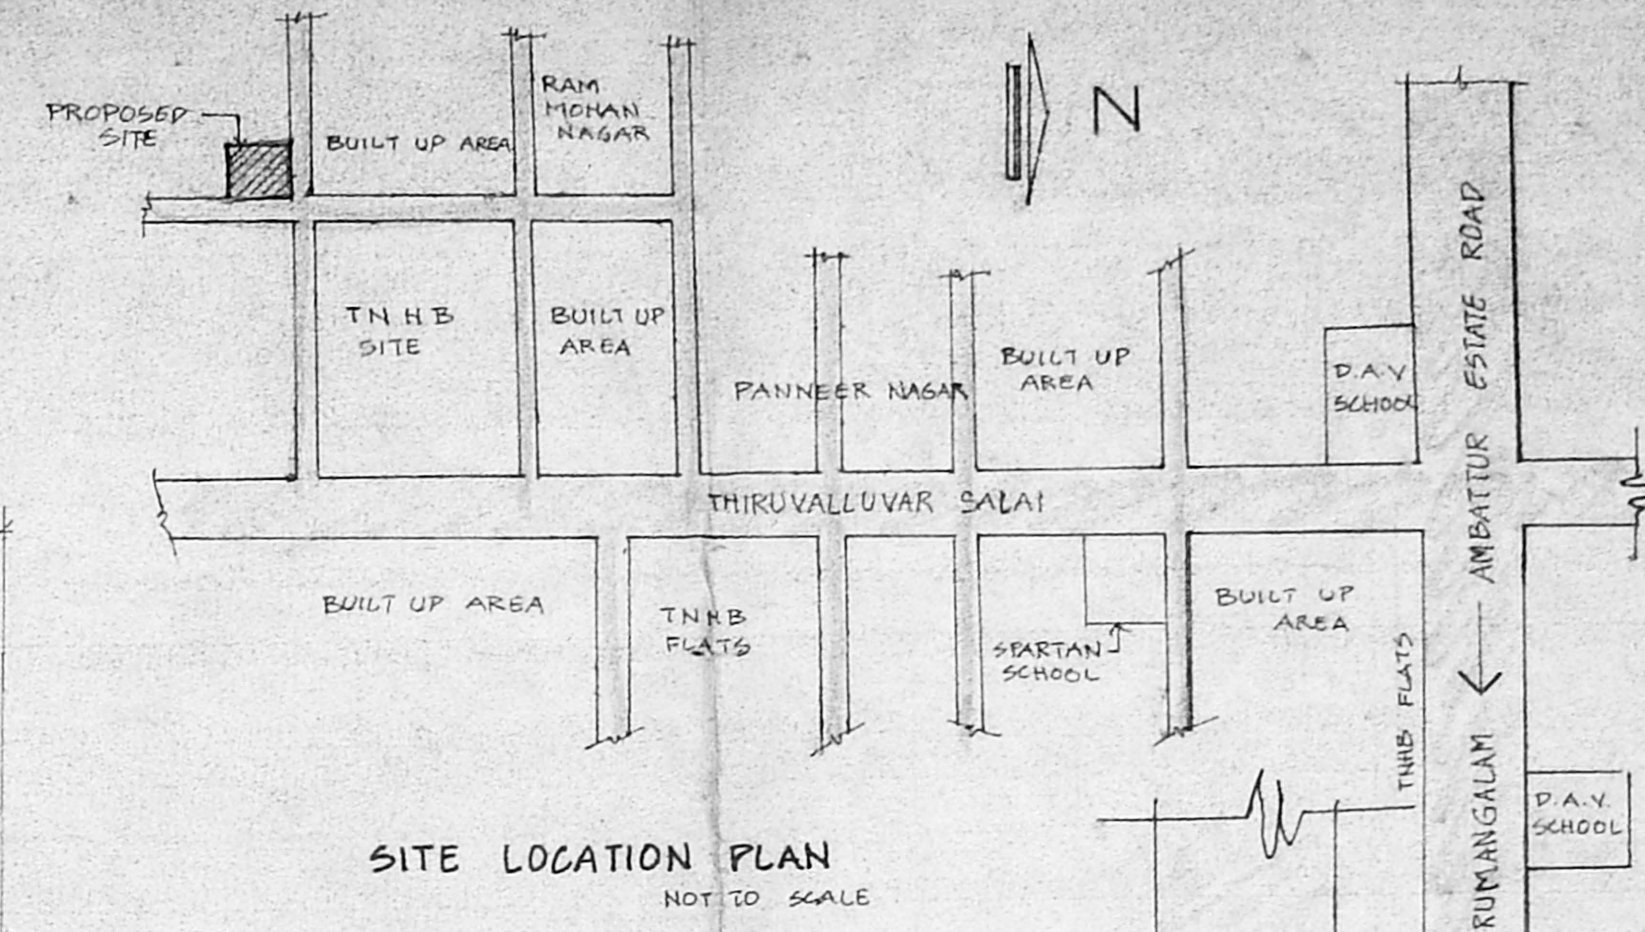 PROPOSED
SITE
BUILT UP AREA
RAM
MOHAN
NAGAR
N
TNHB
SITE
BUILT UP
AREA
PANNEER NAGAR
BUILT UP
AREA
D.A.V
SCHOOL
AMBATTUR ESTATE ROAD
THIRUVALLUVAR SALAI
BUILT UP AREA
TNHB
FLATS
SPARTAN
SCHOOL
BUILT UP
AREA
TNHB FLATS
RUMANGALAM
D.A.V.
SCHOOL
SITE LOCATION PLAN
NOT TO SCALE